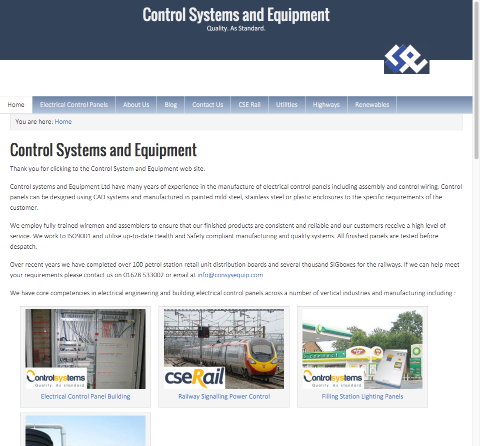 Control Systems and Equipment
Quality. As Standard.
Home
Electrical Control Panels
About Us
Blog
Contact Us
CSE Rail
Utilities
Highways
Renewables
You are here: Home
Control Systems and Equipment
Thank you for clicking to the Control System and Equipment web site.
Control systems and Equipment Ltd have many years of experience in the manufacture of electrical control panels including assembly and control wiring. Control
panels can be designed using CAD systems and manufactured in painted mild steel, stainless steel or plastic enclosures to the specific requirements of the
customer.
We employ fully trained wiremen and assemblers to ensure that our finished products are consistent and reliable and our customers receive a high level of
service. We work to ISO9001 and utilise up-to-date Health and Safety compliant manufacturing and quality systems. All finished panels are tested before
despatch.
Over recent years we have completed over 100 petrol station retail unit distribution boards and several thousand SIGboxes for the railways. If we can help meet
your requirements please contact us on 01628 533002 or email at info@consysequip.com
We have core competencies in electrical engineering and building electrical control panels across a number of vertical industries and manufacturing including :
Controlsystems
Quality. As standard.
cseRail
Controlsystems
Quality. As standard.
Electrical Control Panel Building
Railway Signalling Power Control
Filling Station Lighting Panels